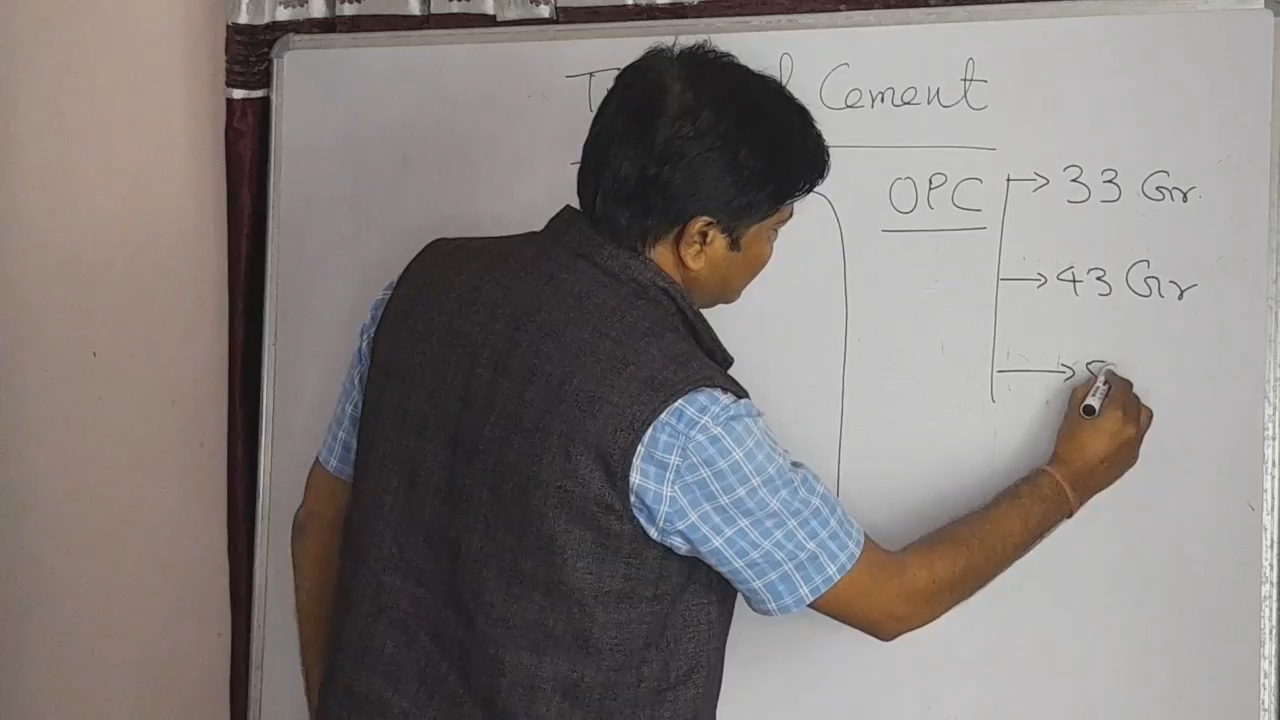 Cement
OPC → 33 Gr.
→ 43 Gr
→